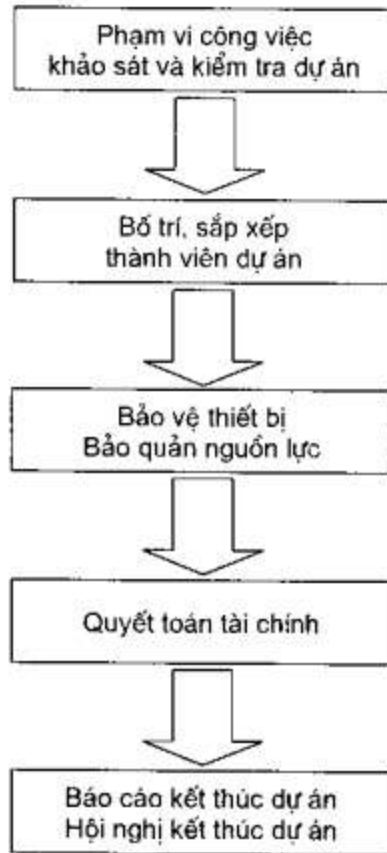 Phạm vi công việc
khảo sát và kiểm tra dự án
Bố trí, sắp xếp
thành viên dự án
Bảo vệ thiết bị
Bảo quản nguồn lực
Quyết toán tài chính
Báo cáo kết thúc dự án
Hội nghị kết thúc dự án